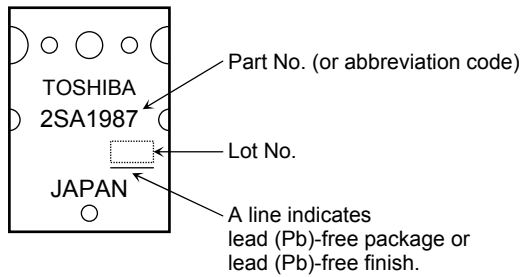 TOSHIBA
2SA1987
JAPAN
Part No. (or abbreviation code)
Lot No.
A line indicates
lead (Pb)-free package or
lead (Pb)-free finish.